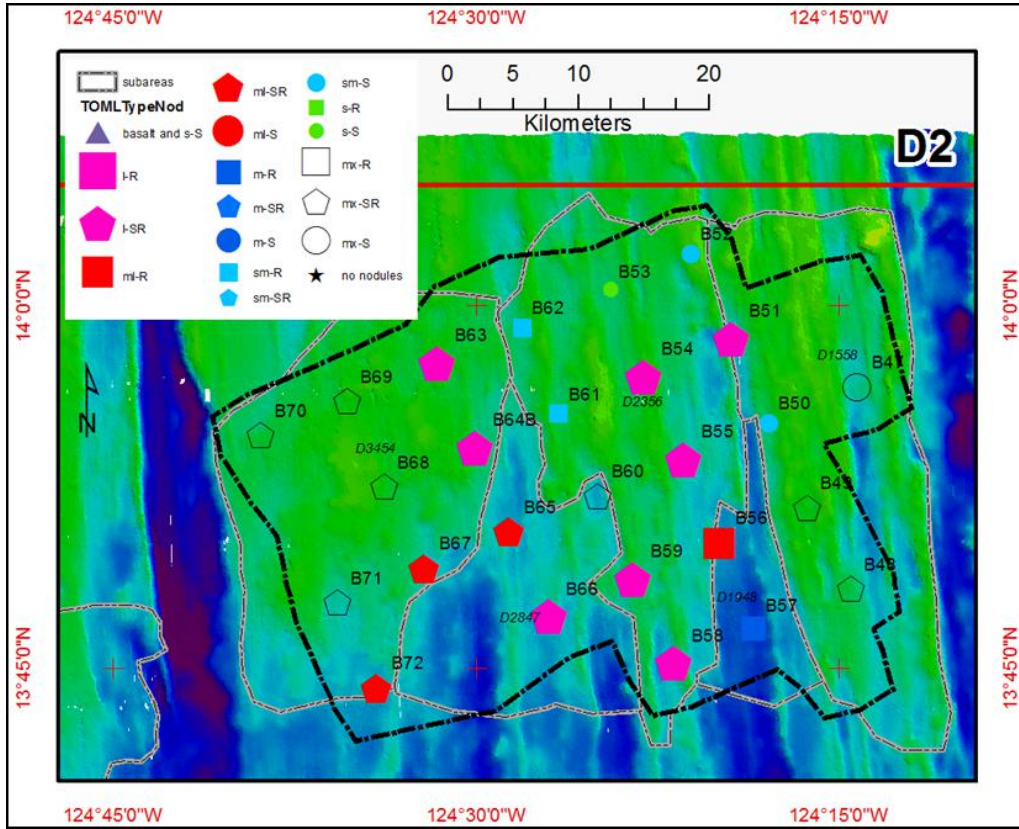 124°45'0"W 124°30'0"W 124°15'0"W
subareas
TOMLTypeNod
basalt and s-S
l-R
l-SR
ml-R
ml-SR
ml-S
m-R
m-SR
m-S
sm-R
sm-SR
sm-S
s-R
s-S
mx-R
mx-SR
mx-S
no nodules
0 5 10 20
Kilometers
D2
14°0'0"N
14°0'0"N
B52
B53
B62
B51
B63
B54
D1558
B47
B69
D2356
B70
B64B
B61
B50
D3454
B68
B55
B60
B49
B65
B56
B67
B59
B48
B71
B66
D1948
B57
D2847
B58
B72
N
13°45'0"N
13°45'0"N
124°45'0"W 124°30'0"W 124°15'0"W